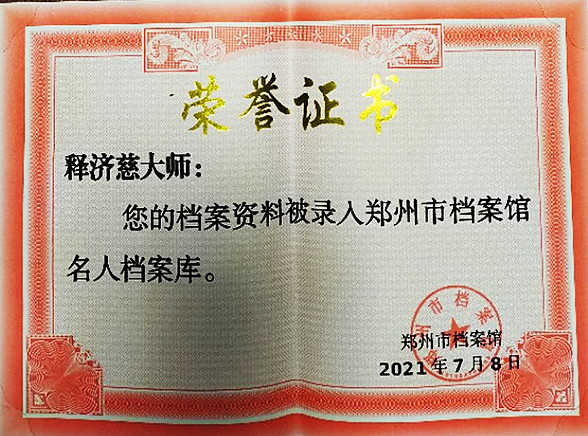 荣誉证书
释济慈大师：
您的档案资料被录入郑州市档案馆
名人档案库。
郑州市档案馆
2021年7月8日